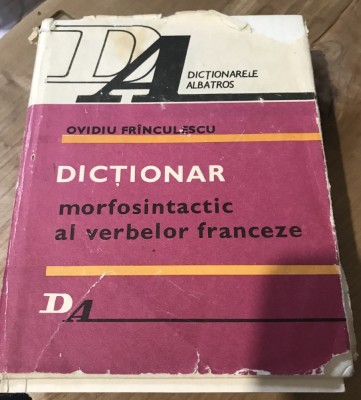 DA
DICȚIONARELE
ALBATROS
OVIDIU FRÎNCULESCU
DICȚIONAR
morfosintactic
al verbelor franceze
DA